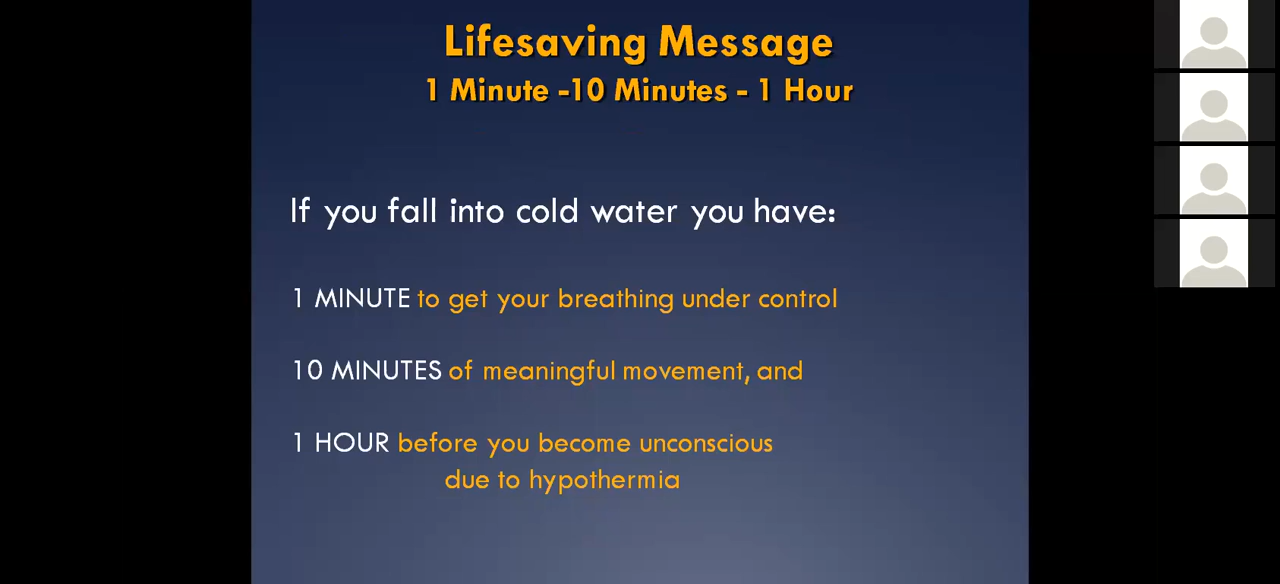 Lifesaving Message
1 Minute -10 Minutes - 1 Hour
If you fall into cold water you have:
1 MINUTE to get your breathing under control
10 MINUTES of meaningful movement, and
1 HOUR before you become unconscious
due to hypothermia